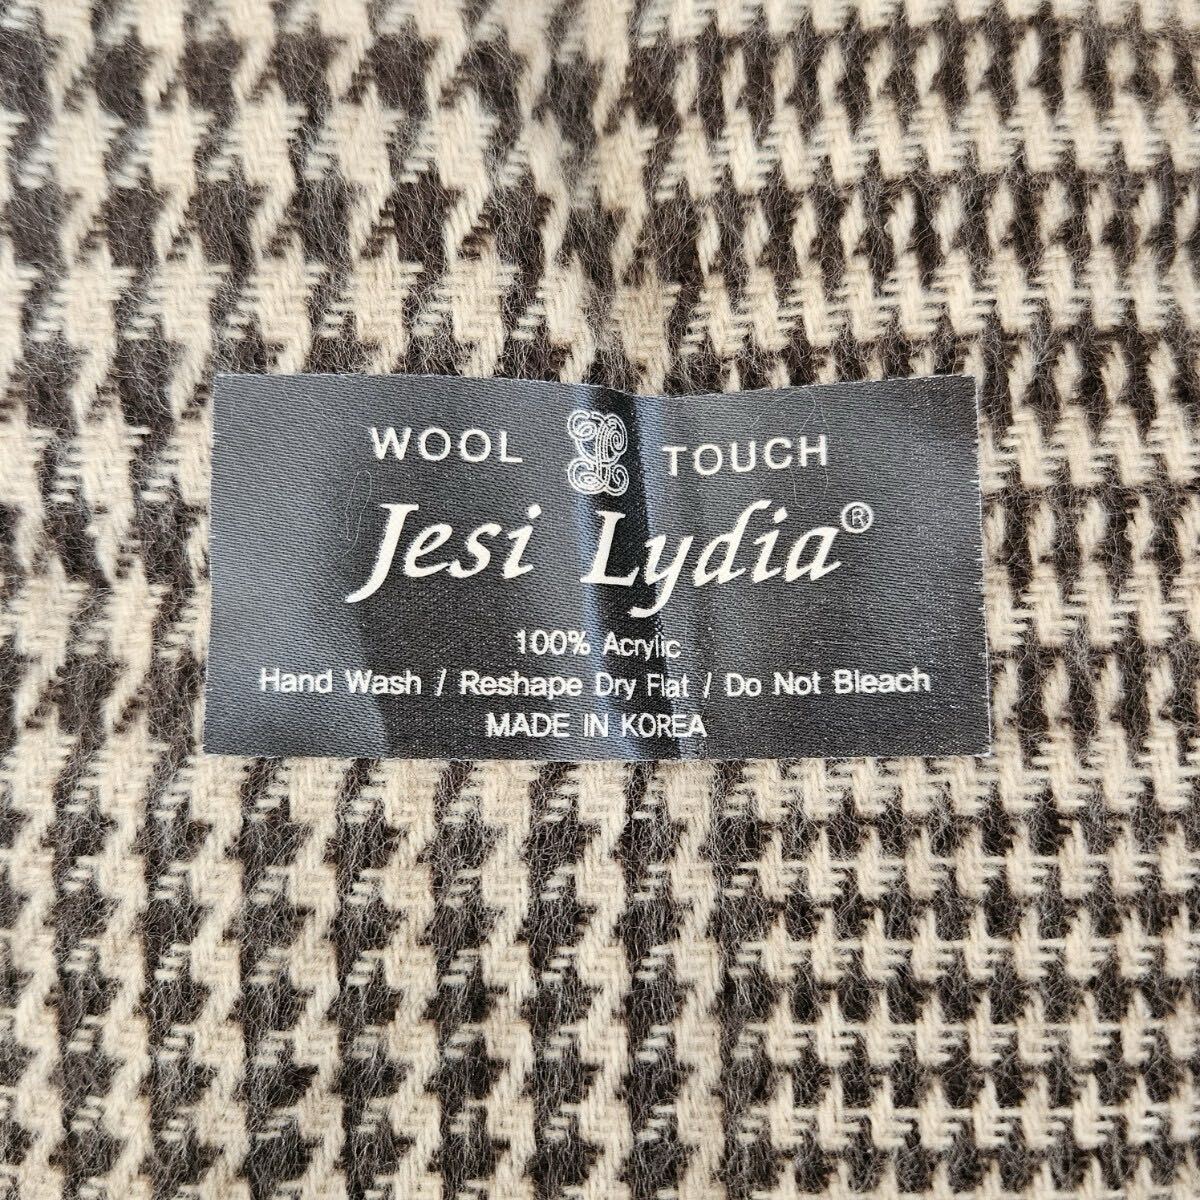 WOOL TOUCH
Jesi Lydia®
100% Acrylic
Hand Wash / Reshape Dry Flat / Do Not Bleach
MADE IN KOREA